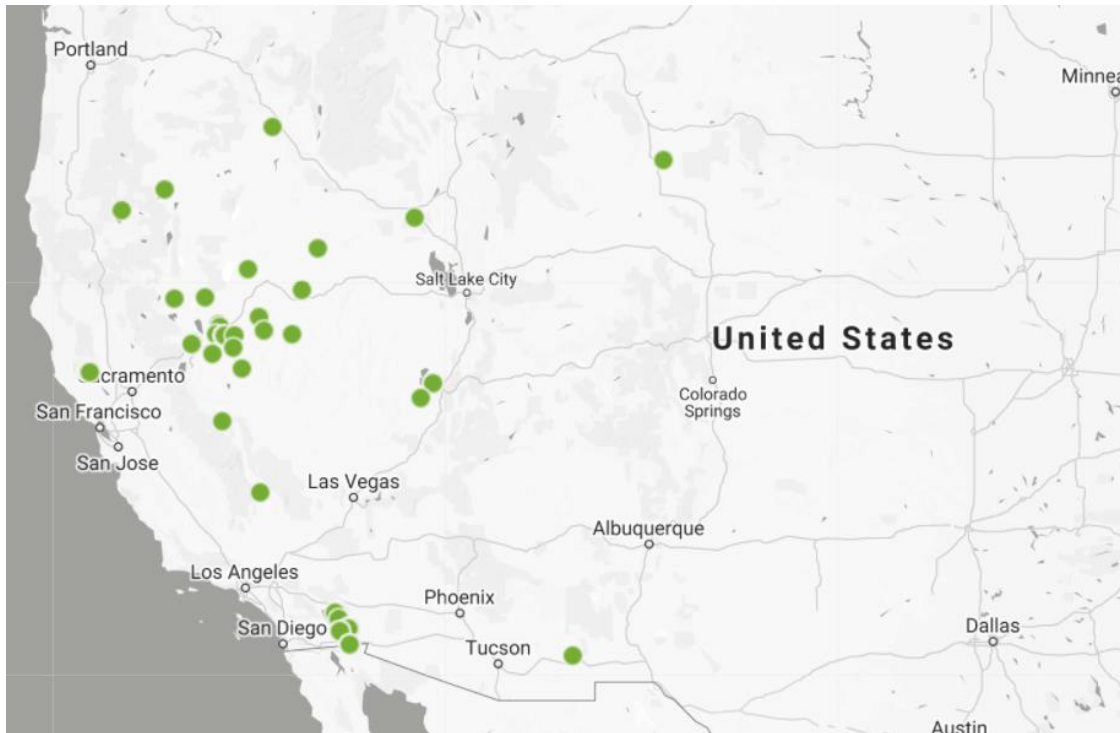 Portland
Minnea
Salt Lake City
United States
Sacramento
Colorado
Springs
San Francisco
San Jose
Las Vegas
Albuquerque
Los Angeles
Phoenix
San Diego
Dallas
Tucson
Austin